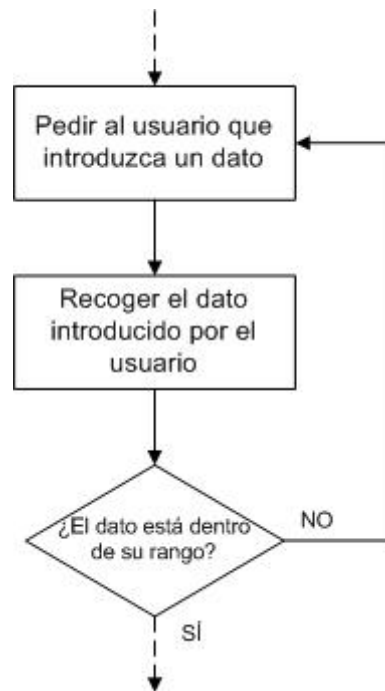 Pedir al usuario que
introduzca un dato
Recoger el dato
introducido por el
usuario
¿El dato está dentro
de su rango?
NO
SÍ